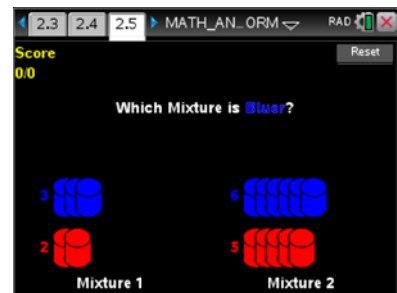 2.3 2.4 2.5 MATH_AN…ORM RAD
Score Reset
0/0
Which Mixture is Bluer?
3 6
2 5
Mixture 1 Mixture 2